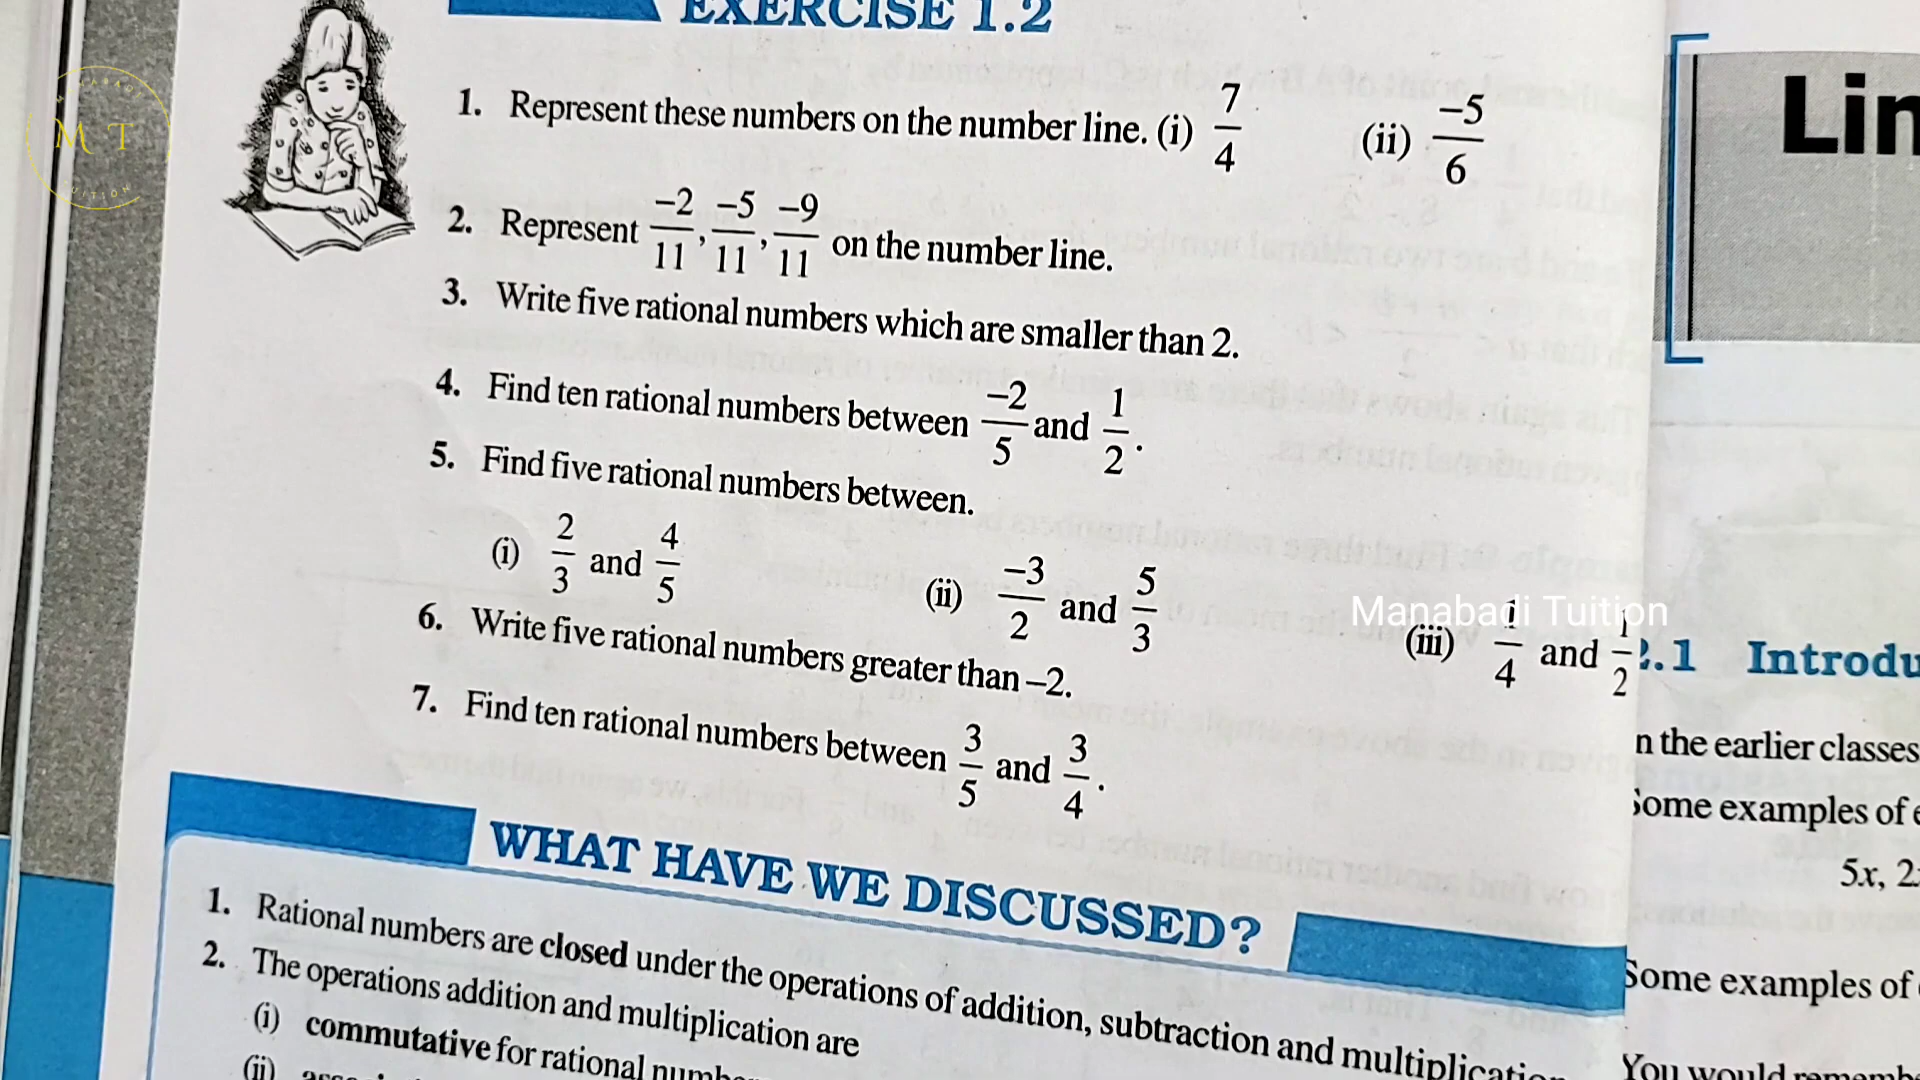 EXERCISE 1.2
1. Represent these numbers on the number line. (i) 7/4 (ii) -5/6
2. Represent -2/11, -5/11, -9/11 on the number line.
3. Write five rational numbers which are smaller than 2.
4. Find ten rational numbers between -2/5 and 1/2.
5. Find five rational numbers between.
(i) 2/3 and 4/5 (ii) -3/2 and 5/3 (iii) 1/4 and 1/2
6. Write five rational numbers greater than –2.
7. Find ten rational numbers between 3/5 and 3/4.
WHAT HAVE WE DISCUSSED?
1. Rational numbers are closed under the operations of addition, subtraction and
2. The operations addition and multiplication are
(i) commutative for rational
(ii)
Lin
2.1 Introdu
n the earlier classes
Some examples of
5x, 2
Some examples of
You would
Manabadi Tuition
M T
TUITION